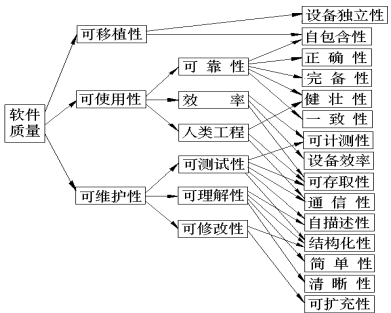 软件
质量
可移植性
可使用性
可维护性
可靠性
效率
人类工程
可测试性
可理解性
可修改性
设备独立性
自包含性
正确性
完备性
健壮性
一致性
可计测性
设备效率
可存取性
通信性
自描述性
结构化性
简单性
清晰性
可扩充性